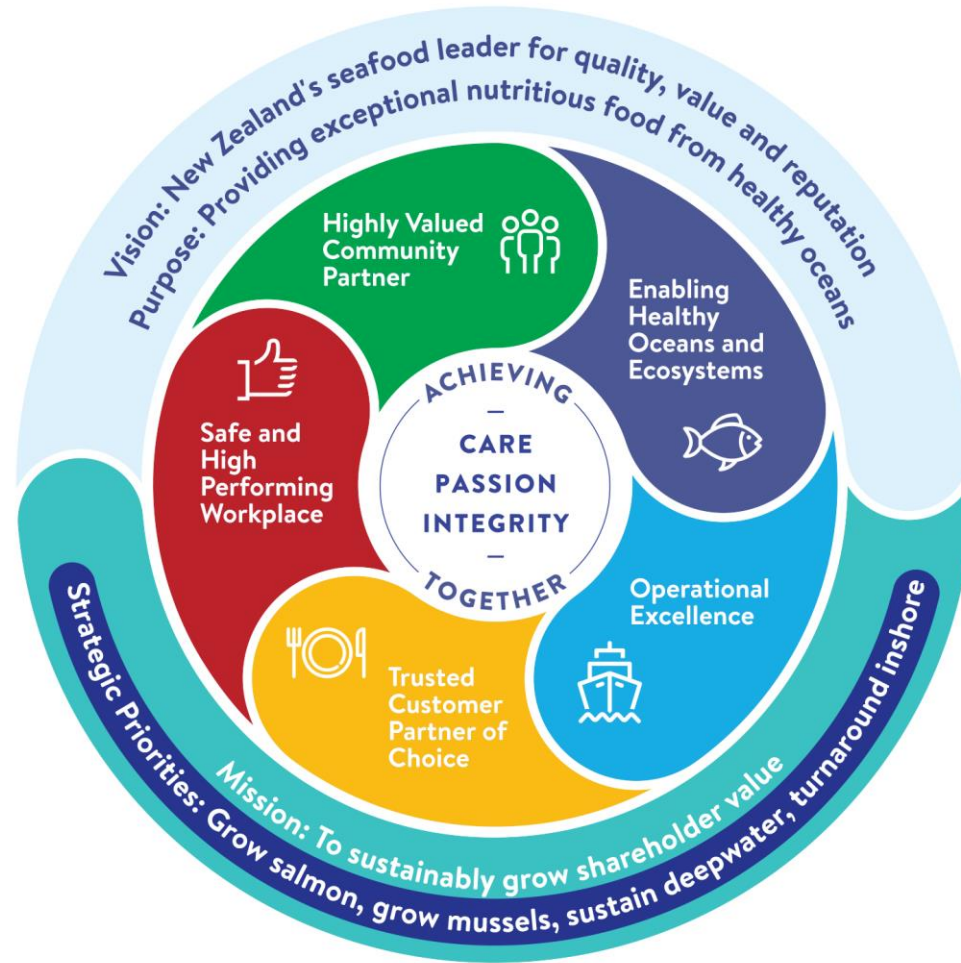 Vision: New Zealand's seafood leader for quality, value and reputation
Purpose: Providing exceptional nutritious food from healthy oceans
Highly Valued
Community
Partner
Enabling
Healthy
Oceans and
Ecosystems
Safe and
High
Performing
Workplace
ACHIEVING
CARE
PASSION
INTEGRITY
TOGETHER
Operational
Excellence
Trusted
Customer
Partner of
Choice
Mission: To sustainably grow shareholder value
Strategic Priorities: Grow salmon, grow mussels, sustain deepwater, turnaround inshore